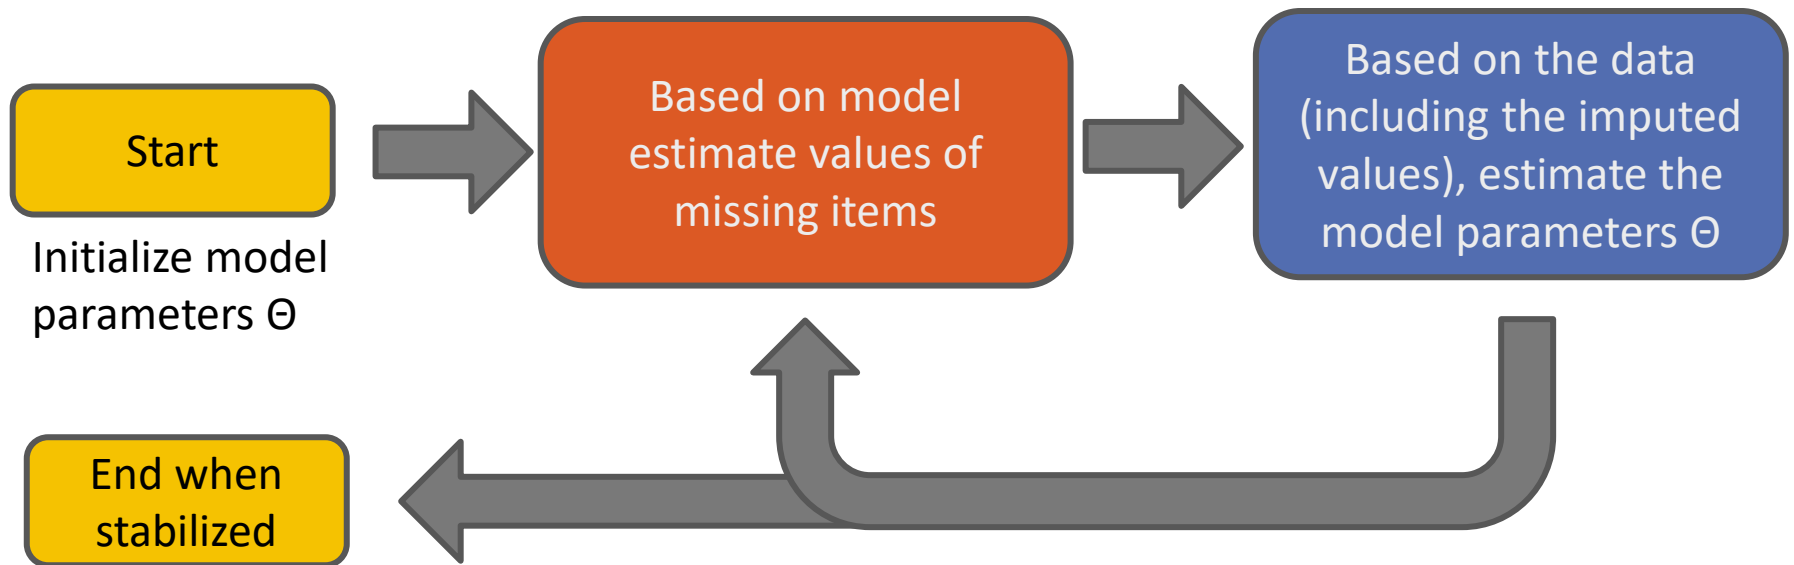 Start
Initialize model
parameters Θ
Based on model
estimate values of
missing items
Based on the data
(including the imputed
values), estimate the
model parameters Θ
End when
stabilized